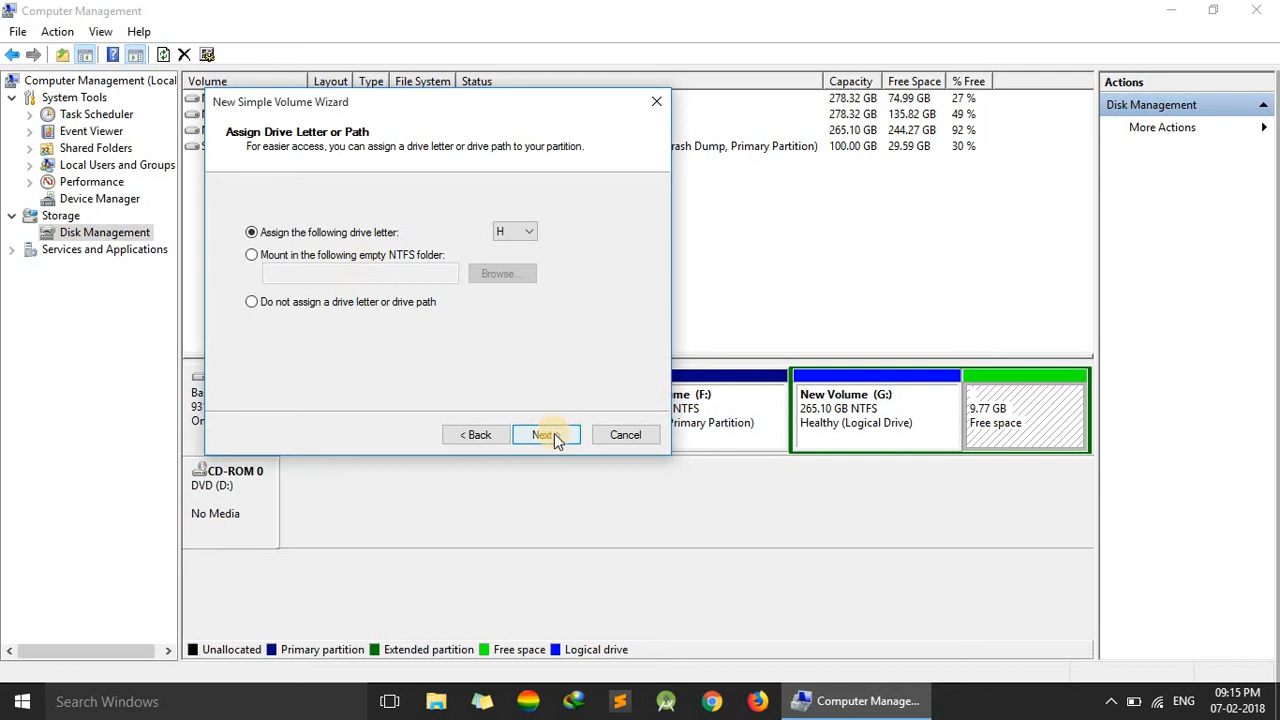 Computer Management
File Action View Help
Computer Management (Local
System Tools
Task Scheduler
Event Viewer
Shared Folders
Local Users and Groups
Performance
Device Manager
Storage
Disk Management
Services and Applications
Volume Layout Type File System Status Capacity Free Space % Free
278.32 GB 74.99 GB 27 %
278.32 GB 135.82 GB 49 %
265.10 GB 244.27 GB 92 %
rash Dump, Primary Partition) 100.00 GB 29.59 GB 30 %
New Simple Volume Wizard
Assign Drive Letter or Path
For easier access, you can assign a drive letter or drive path to your partition.
Assign the following drive letter: H
Mount in the following empty NTFS folder:
Browse...
Do not assign a drive letter or drive path
< Back Next Cancel
Ba
931
On
ume (F:)
NTFS
rimary Partition)
New Volume (G:)
265.10 GB NTFS
Healthy (Logical Drive)
9.77 GB
Free space
CD-ROM 0
DVD (D:)
No Media
Unallocated Primary partition Extended partition Free space Logical drive
Actions
Disk Management
More Actions
Search Windows
Computer Manage...
ENG
09:15 PM
07-02-2018